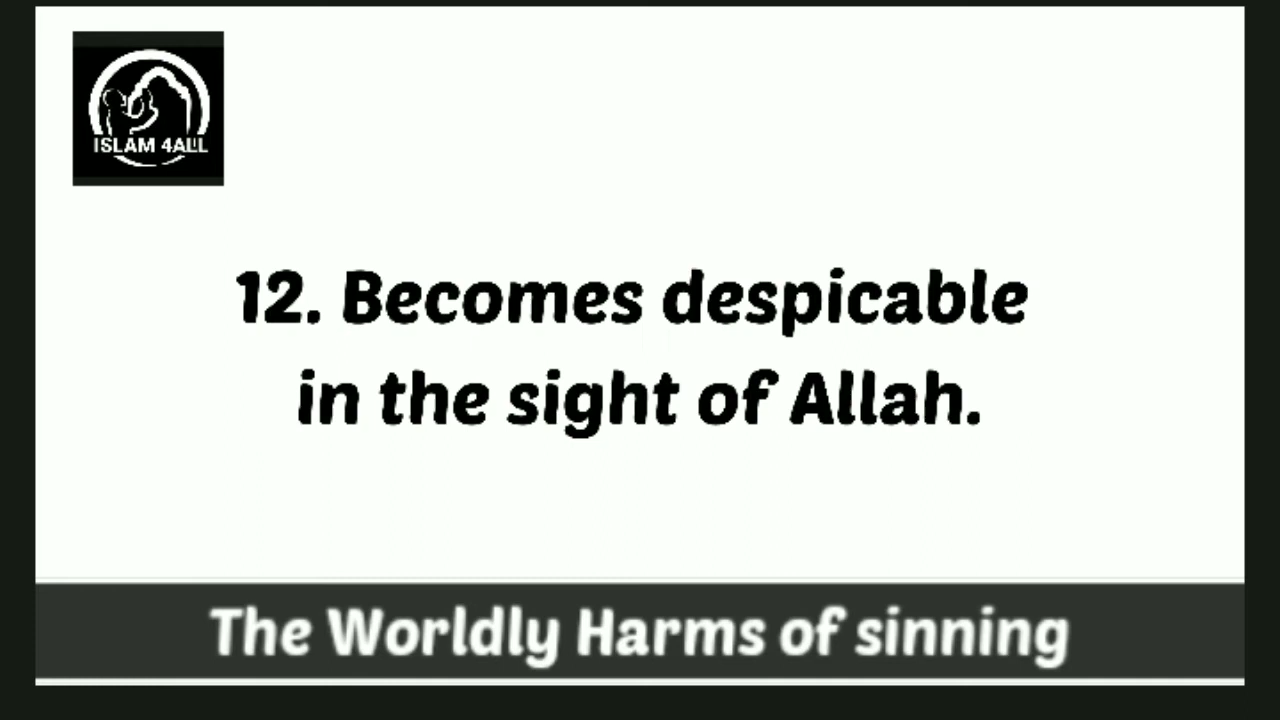 ISLAM 4ALL
12. Becomes despicable
in the sight of Allah.
The Worldly Harms of sinning